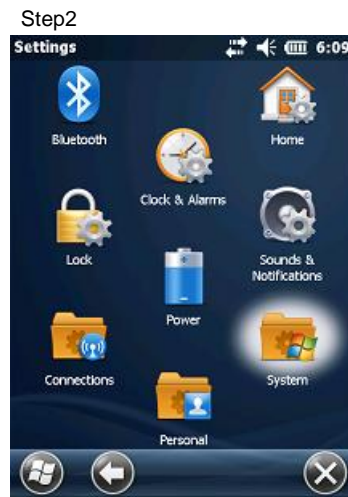 Step2
Settings 6:09
Bluetooth
Home
Clock & Alarms
Lock
Sounds &
Notifications
Power
Connections
System
Personal